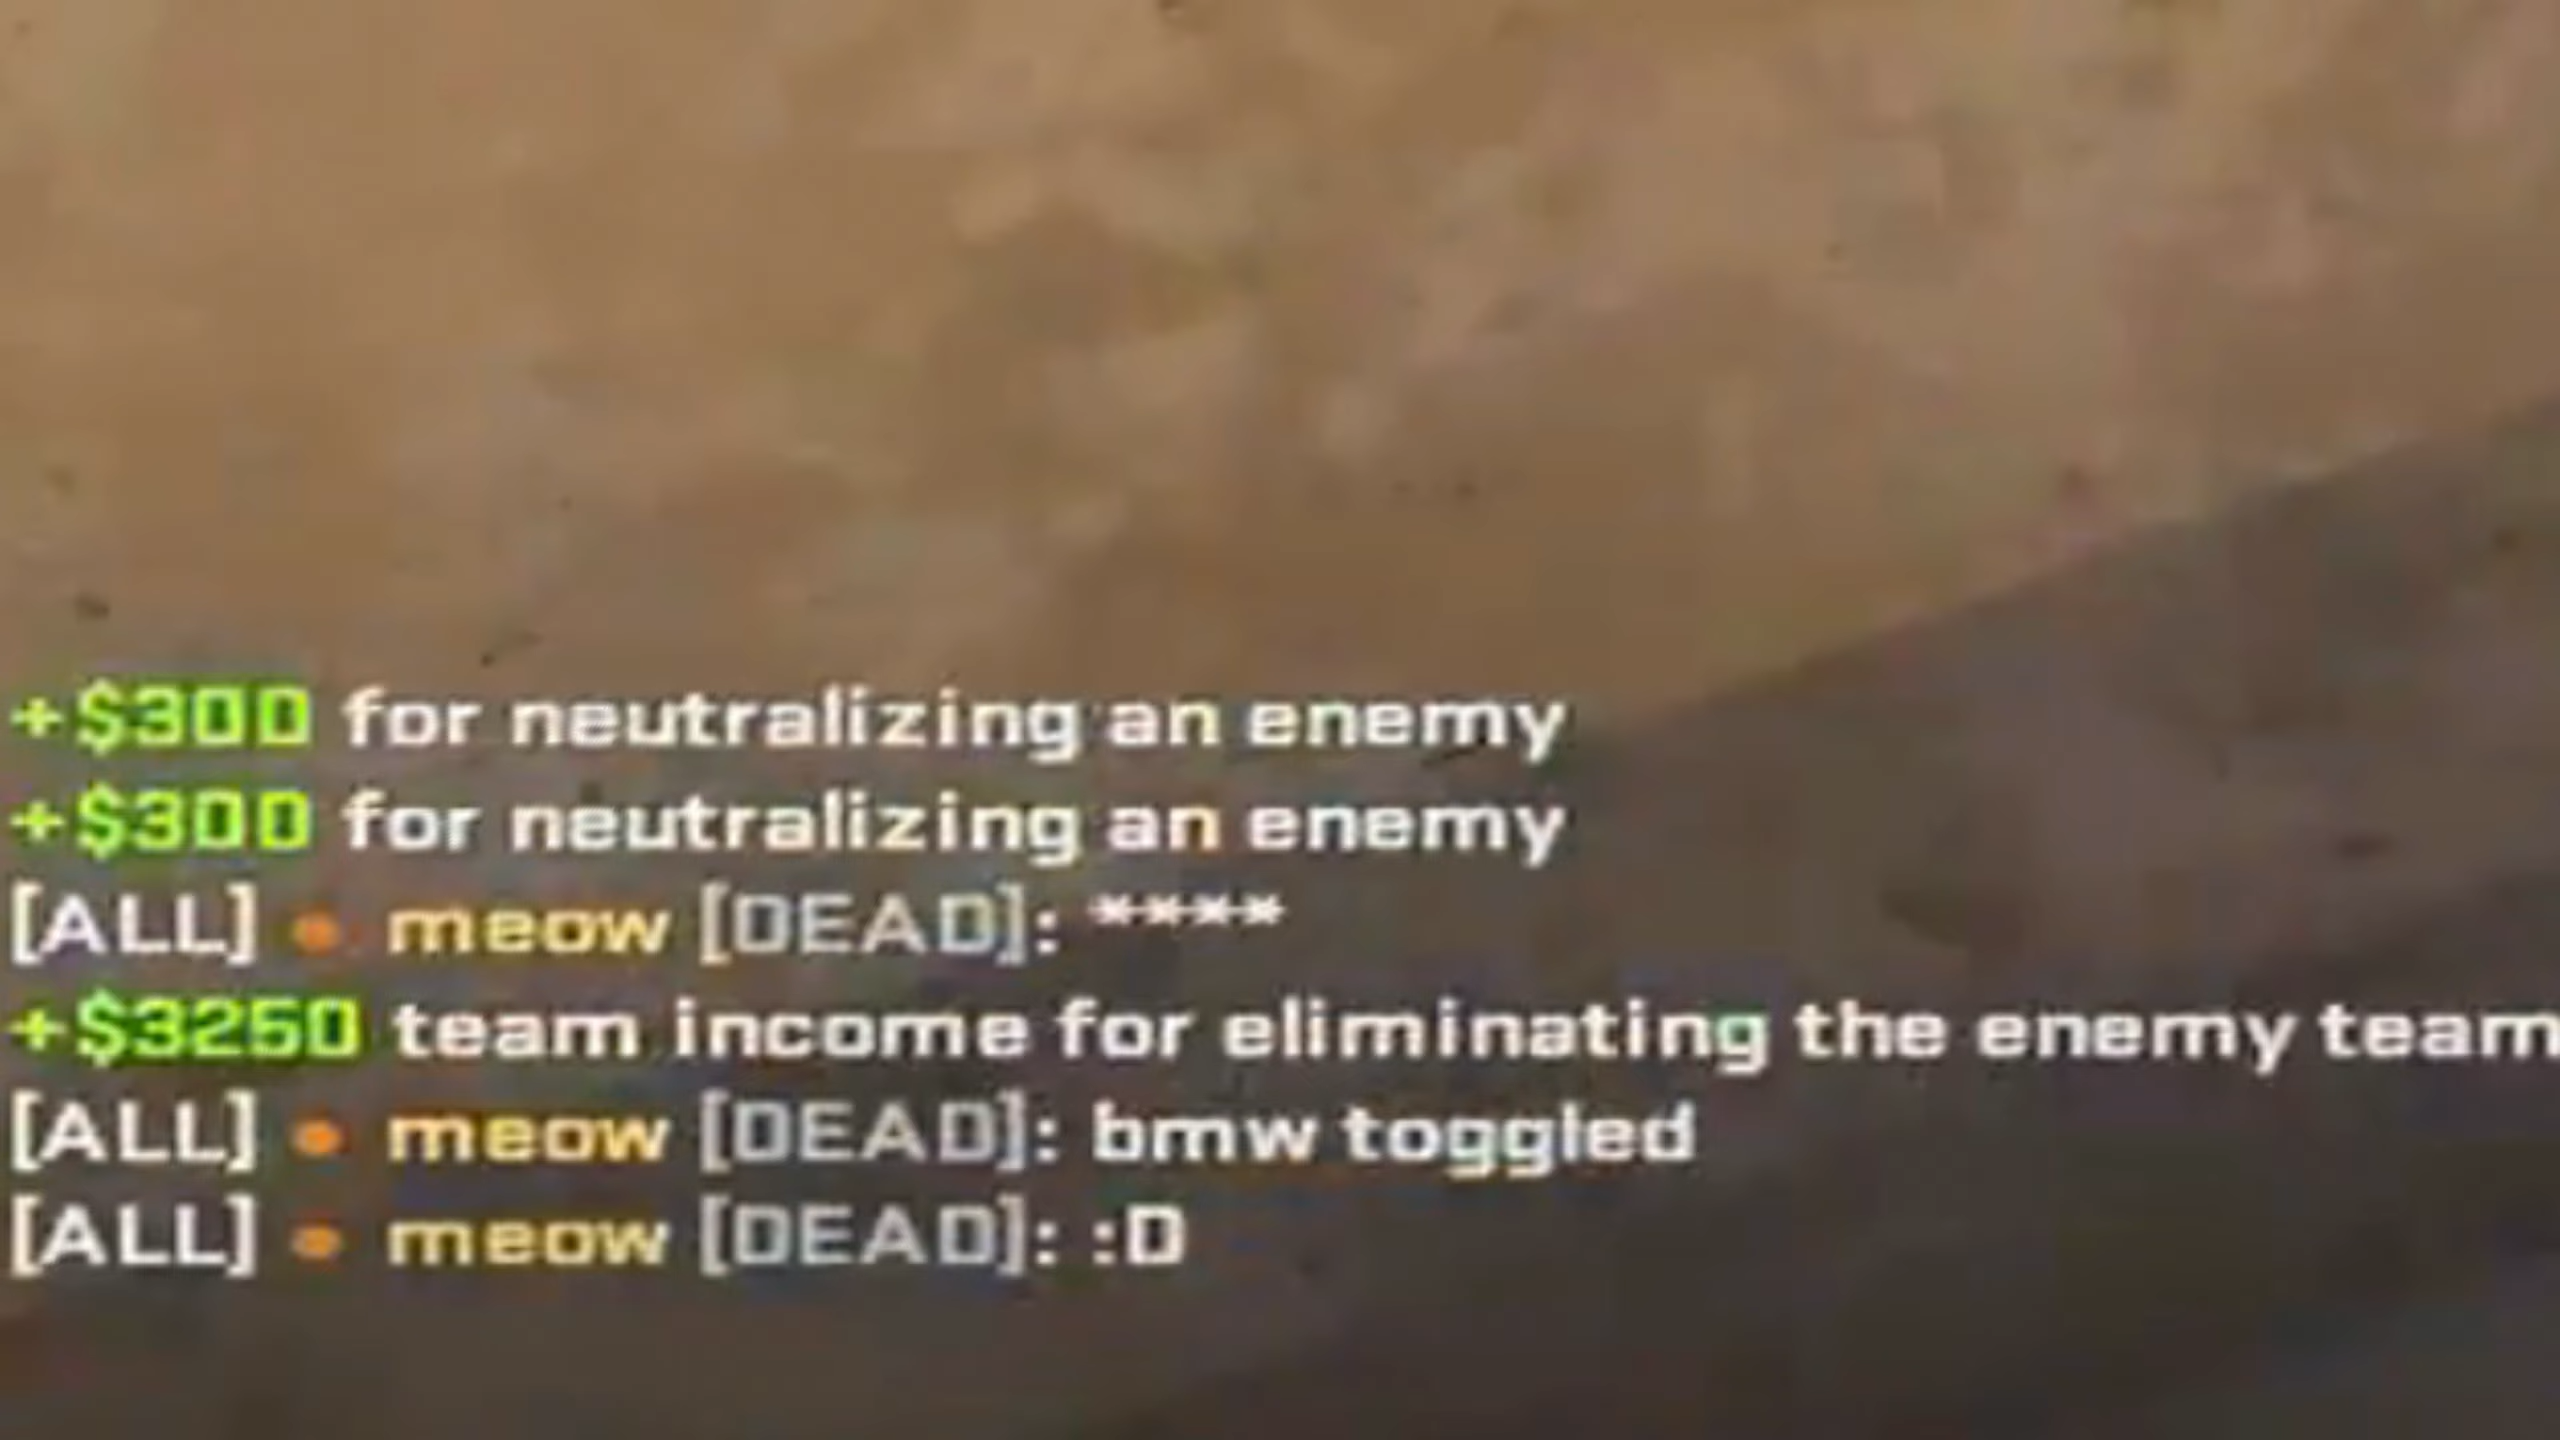 +$300 for neutralizing an enemy
+$300 for neutralizing an enemy
[ALL] • meow [DEAD]: ****
+$3250 team income for eliminating the enemy team
[ALL] • meow [DEAD]: bmw toggled
[ALL] • meow [DEAD]: :D